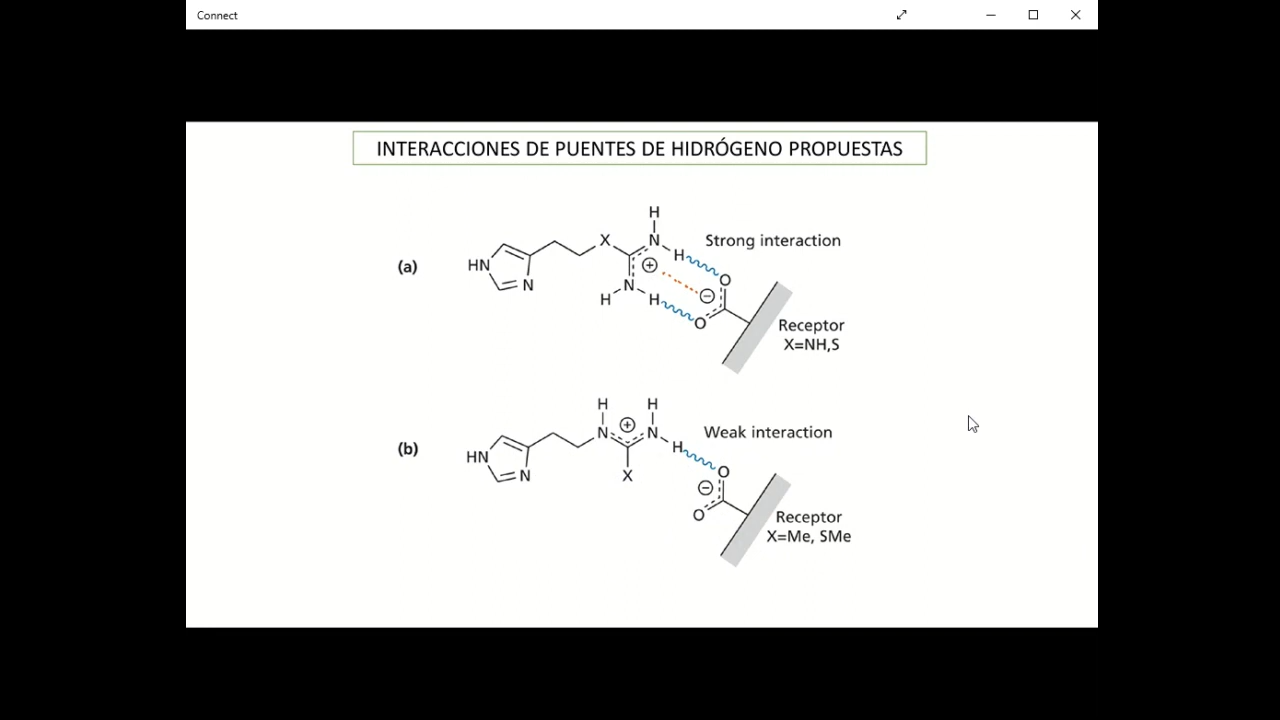 Connect
INTERACCIONES DE PUENTES DE HIDRÓGENO PROPUESTAS
(a)
HN
N
X
H
N
H
N
H
H
+
−
O
O
Strong interaction
Receptor
X=NH,S
(b)
HN
N
H
N
+
H
N
H
X
−
O
O
Weak interaction
Receptor
X=Me, SMe